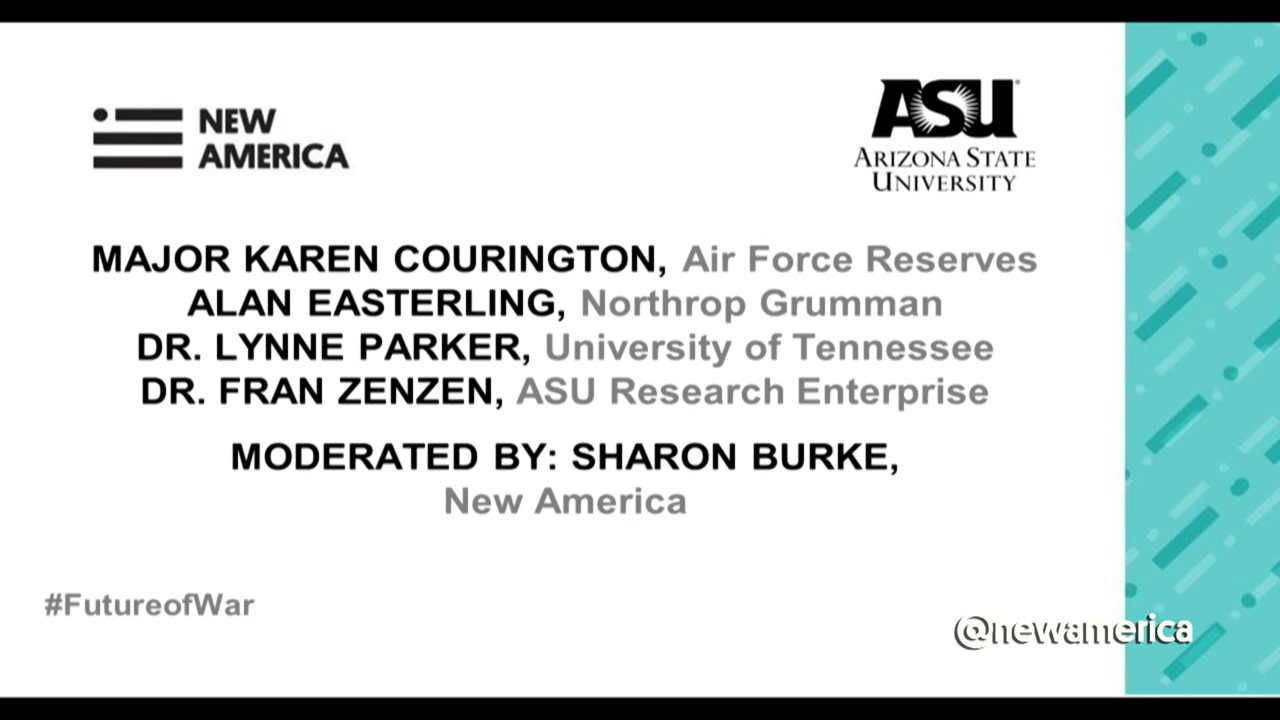 NEW
AMERICA
ASU
ARIZONA STATE
UNIVERSITY
MAJOR KAREN COURINGTON, Air Force Reserves
ALAN EASTERLING, Northrop Grumman
DR. LYNNE PARKER, University of Tennessee
DR. FRAN ZENZEN, ASU Research Enterprise
MODERATED BY: SHARON BURKE,
New America
#FutureofWar
@newamerica